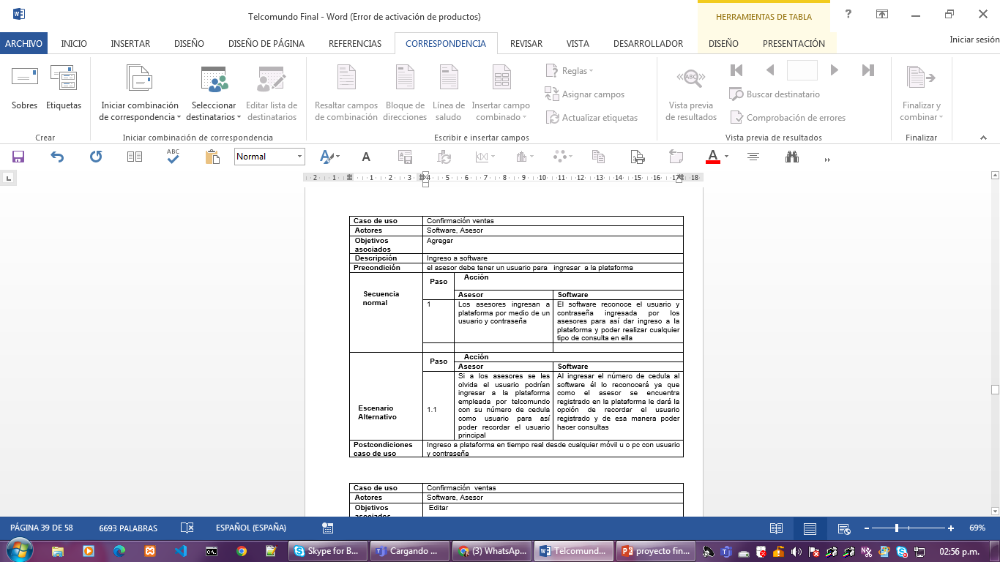 Telcomundo Final - Word (Error de activación de productos)
HERRAMIENTAS DE TABLA
?
ARCHIVO INICIO INSERTAR DISEÑO DISEÑO DE PÁGINA REFERENCIAS CORRESPONDENCIA REVISAR VISTA DESARROLLADOR DISEÑO PRESENTACIÓN Iniciar sesión
Sobres Etiquetas
Crear
Iniciar combinación de correspondencia
Seleccionar destinatarios
Editar lista de destinatarios
Iniciar combinación de correspondencia
Resaltar campos de combinación
Bloque de direcciones
Línea de saludo
Insertar campo combinado
Reglas
Asignar campos
Actualizar etiquetas
Escribir e insertar campos
ABC
Vista previa de resultados
Buscar destinatario
Comprobación de errores
Vista previa de resultados
Finalizar y combinar
Finalizar
ABC
Normal
A A A
2 1 1 2 3 4 5 6 7 8 9 10 11 12 13 14 15 16 17 18
Caso de uso Confirmación ventas
Actores Software, Asesor
Objetivos asociados Agregar
Descripción Ingreso a software
Precondición el asesor debe tener un usuario para ingresar a la plataforma
Secuencia normal
Paso Acción
Asesor Software
1
Los asesores ingresan a
plataforma por medio de un
usuario y contraseña
El software reconoce el usuario y
contraseña ingresada por los
asesores para así dar ingreso a la
plataforma y poder realizar cualquier
tipo de consulta en ella
Escenario
Alternativo
Paso Acción
Asesor Software
1.1
Si a los asesores se les
olvida el usuario podrían
ingresar a la plataforma
empleada por telcomundo
con su número de cedula
como usuario para así
poder recordar el usuario
principal
Al ingresar el número de cedula al
software él lo reconocerá ya que
como el asesor se encuentra
registrado en la plataforma le dará la
opción de recordar el usuario
registrado y de esa manera poder
hacer consultas
Postcondiciones
caso de uso
Ingreso a plataforma en tiempo real desde cualquier móvil u o pc con usuario
y contraseña
Caso de uso Confirmación ventas
Actores Software, Asesor
Objetivos asociados Editar
PÁGINA 39 DE 58 6693 PALABRAS ESPAÑOL (ESPAÑA) 69%
Skype for B... Cargando ... (3) WhatsAp... Telcomund... proyecto fin... 02:56 p.m.